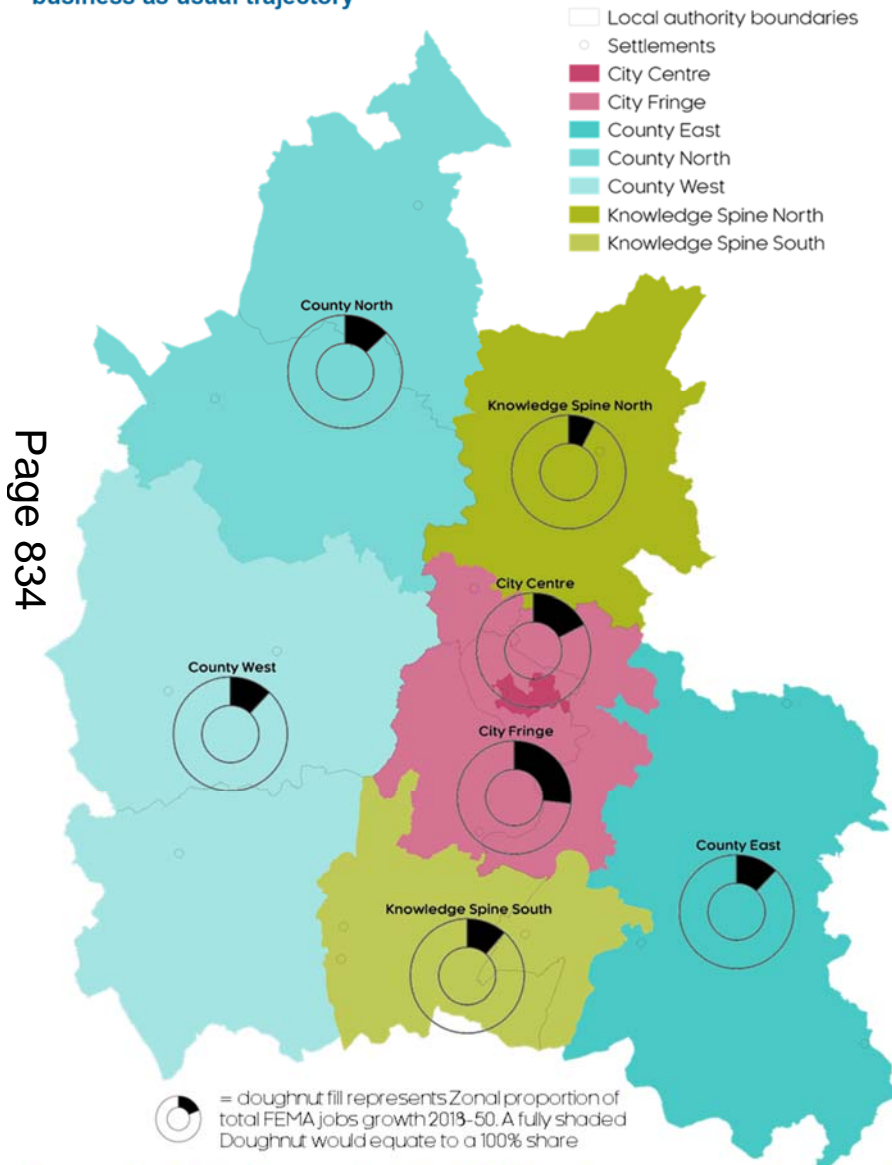 business as usual trajectory
Local authority boundaries
Settlements
City Centre
City Fringe
County East
County North
County West
Knowledge Spine North
Knowledge Spine South
County North
Knowledge Spine North
Page 834
City Centre
County West
City Fringe
County East
Knowledge Spine South
= doughnut fill represents Zonal proportion of
total FEMA jobs growth 2018-50. A fully shaded
Doughnut would equate to a 100% share